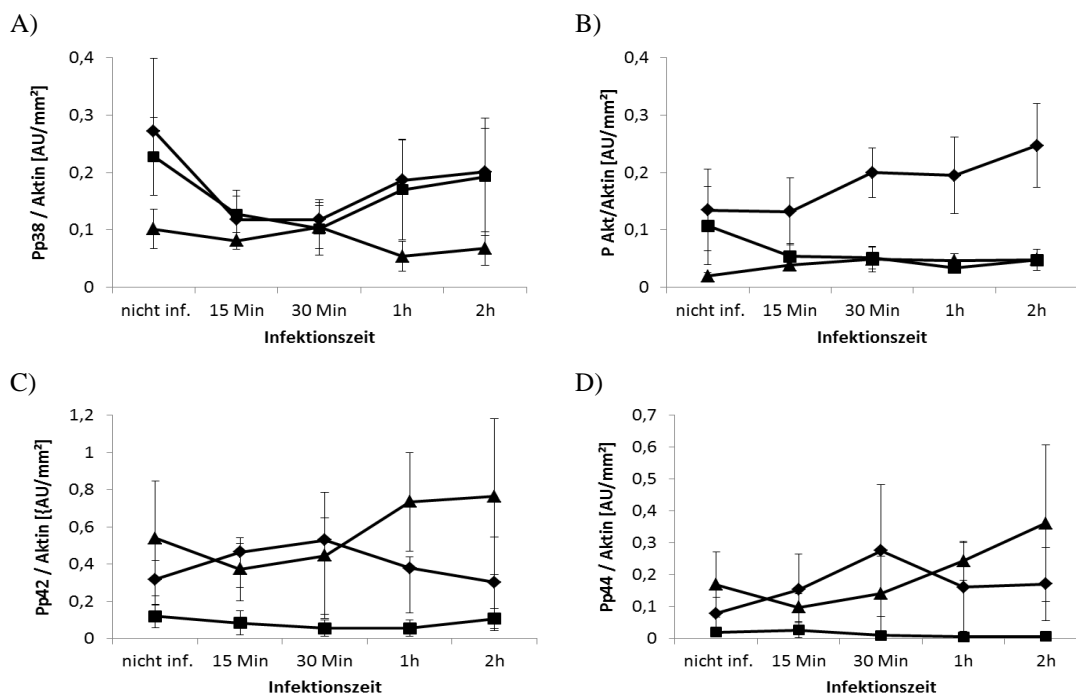 A)
Pp38 / Aktin [AU/mm²]
0,4
0,3
0,2
0,1
0
nicht inf. 15 Min 30 Min 1h 2h
Infektionszeit
B)
P Akt/Aktin [AU/mm²]
0,4
0,3
0,2
0,1
0
nicht inf. 15 Min 30 Min 1h 2h
Infektionszeit
C)
Pp42 / Aktin [(AU/mm²]
1,2
1
0,8
0,6
0,4
0,2
0
nicht inf. 15 Min 30 Min 1h 2h
Infektionszeit
D)
Pp44 / Aktin [AU/mm²]
0,7
0,6
0,5
0,4
0,3
0,2
0,1
0
nicht inf. 15 Min 30 Min 1h 2h
Infektionszeit